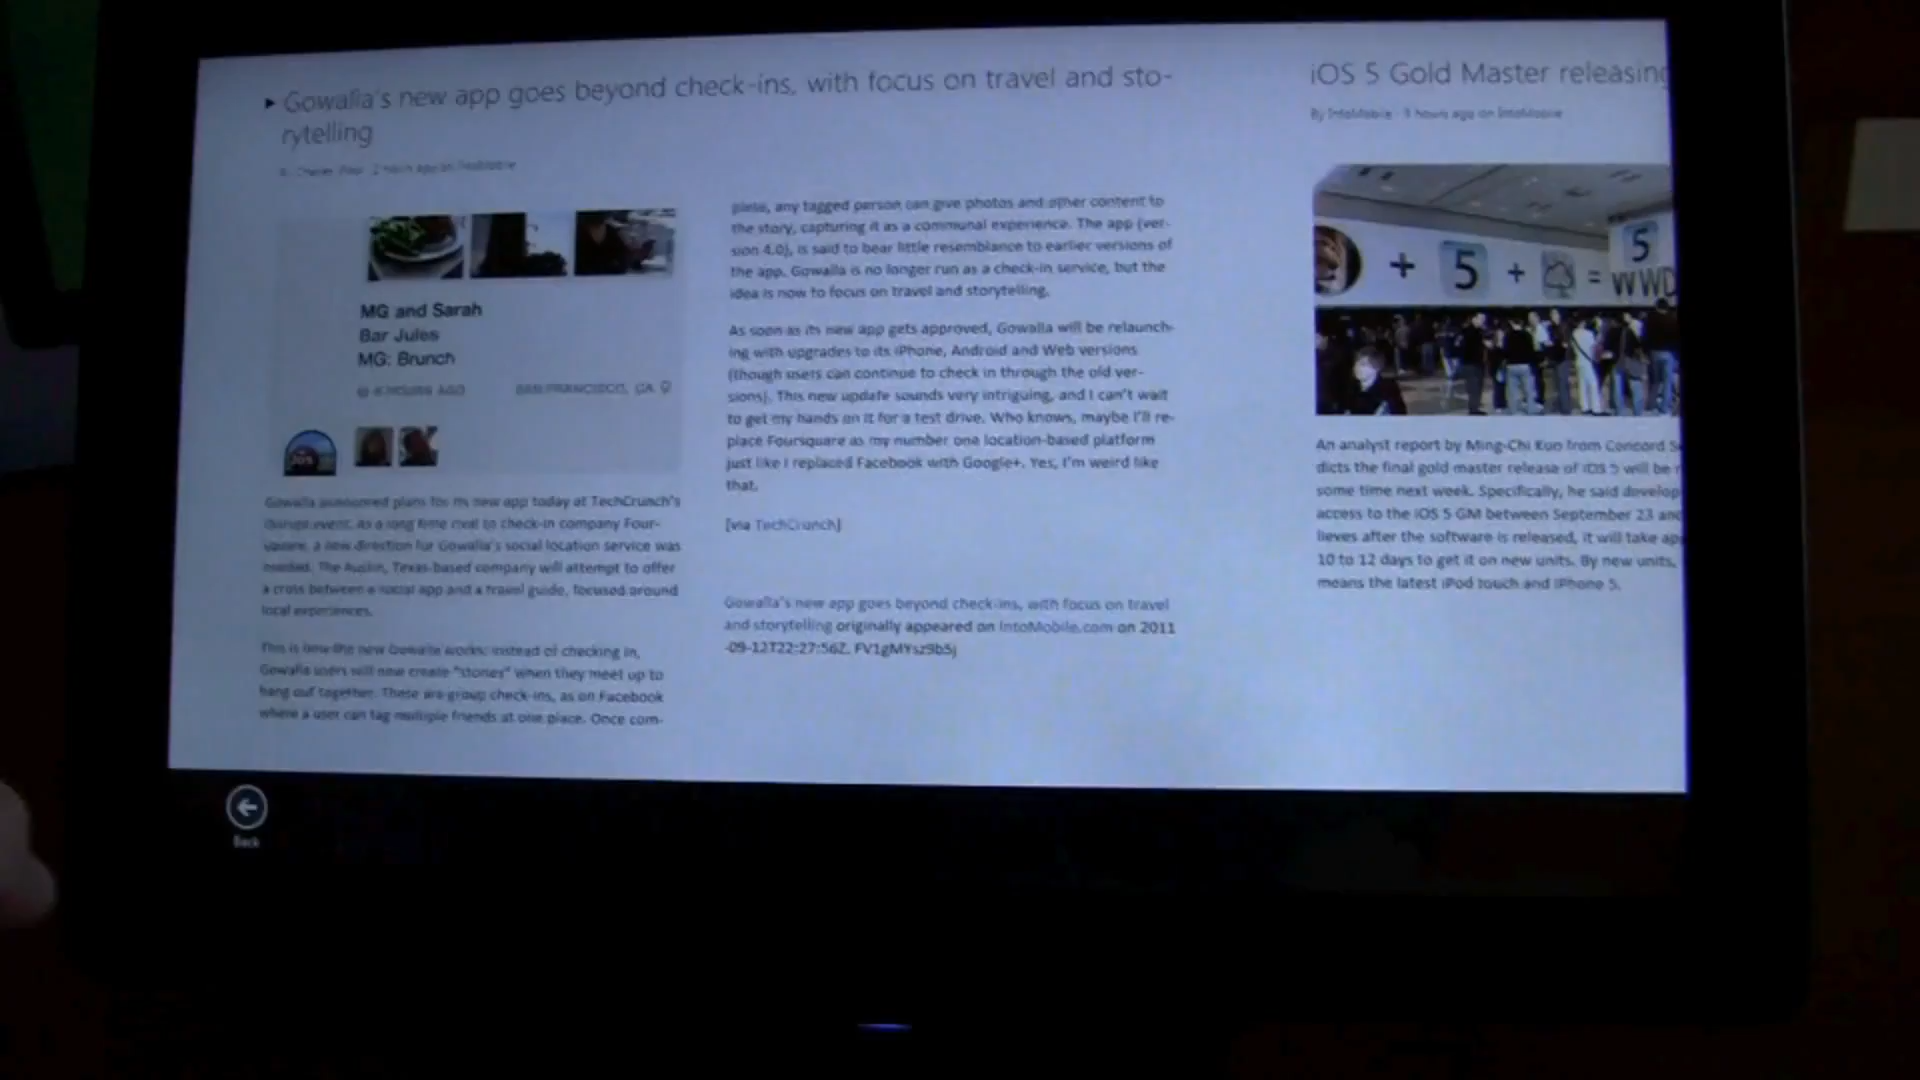 Gowalla's new app goes beyond check-ins, with focus on travel and sto-
rytelling
MG and Sarah
Bar Jules
MG: Brunch
HOURS AGO
SAN FRANCISCO, CA
Gowalla announced plans for its new app today at TechCrunch's
Disrupt event. As a long time rival to check-in company Four-
square, a new direction for Gowalla's social location service was
needed. The Austin, Texas-based company will attempt to offer
a cross between a social app and a travel guide, focused around
local experiences.
This is how the new Gowalla works: instead of checking in,
Gowalla users will now create "stories" when they meet up to
hang out together. These are group check-ins, as on Facebook
where a user can tag multiple friends at one place. Once com-
plete, any tagged person can give photos and other content to
the story, capturing it as a communal experience. The app (ver-
sion 4.0), is said to bear little resemblance to earlier versions of
the app. Gowalla is no longer run as a check-in service, but the
idea is now to focus on travel and storytelling.
As soon as its new app gets approved, Gowalla will be relaunch-
ing with upgrades to its iPhone, Android and Web versions
(though users can continue to check in through the old ver-
sions). This new update sounds very intriguing, and I can't wait
to get my hands on it for a test drive. Who knows, maybe I'll re-
place Foursquare as my number one location-based platform
just like I replaced Facebook with Google+. Yes, I'm weird like
that.
[via TechCrunch]
Gowalla's new app goes beyond check-ins, with focus on travel
and storytelling originally appeared on IntoMobile.com on 2011
-09-12T22:27:56Z. FV1gMYsz9b5j
iOS 5 Gold Master releasing
By IntoMobile · 9 hours ago on IntoMobile
+ 5 + = WWD
5
An analyst report by Ming-Chi Kuo from Concord S
dicts the final gold master release of iOS 5 will be r
some time next week. Specifically, he said develop
access to the iOS 5 GM between September 23 and
lieves after the software is released, it will take ap
10 to 12 days to get it on new units. By new units,
means the latest iPod touch and iPhone 5.
Back